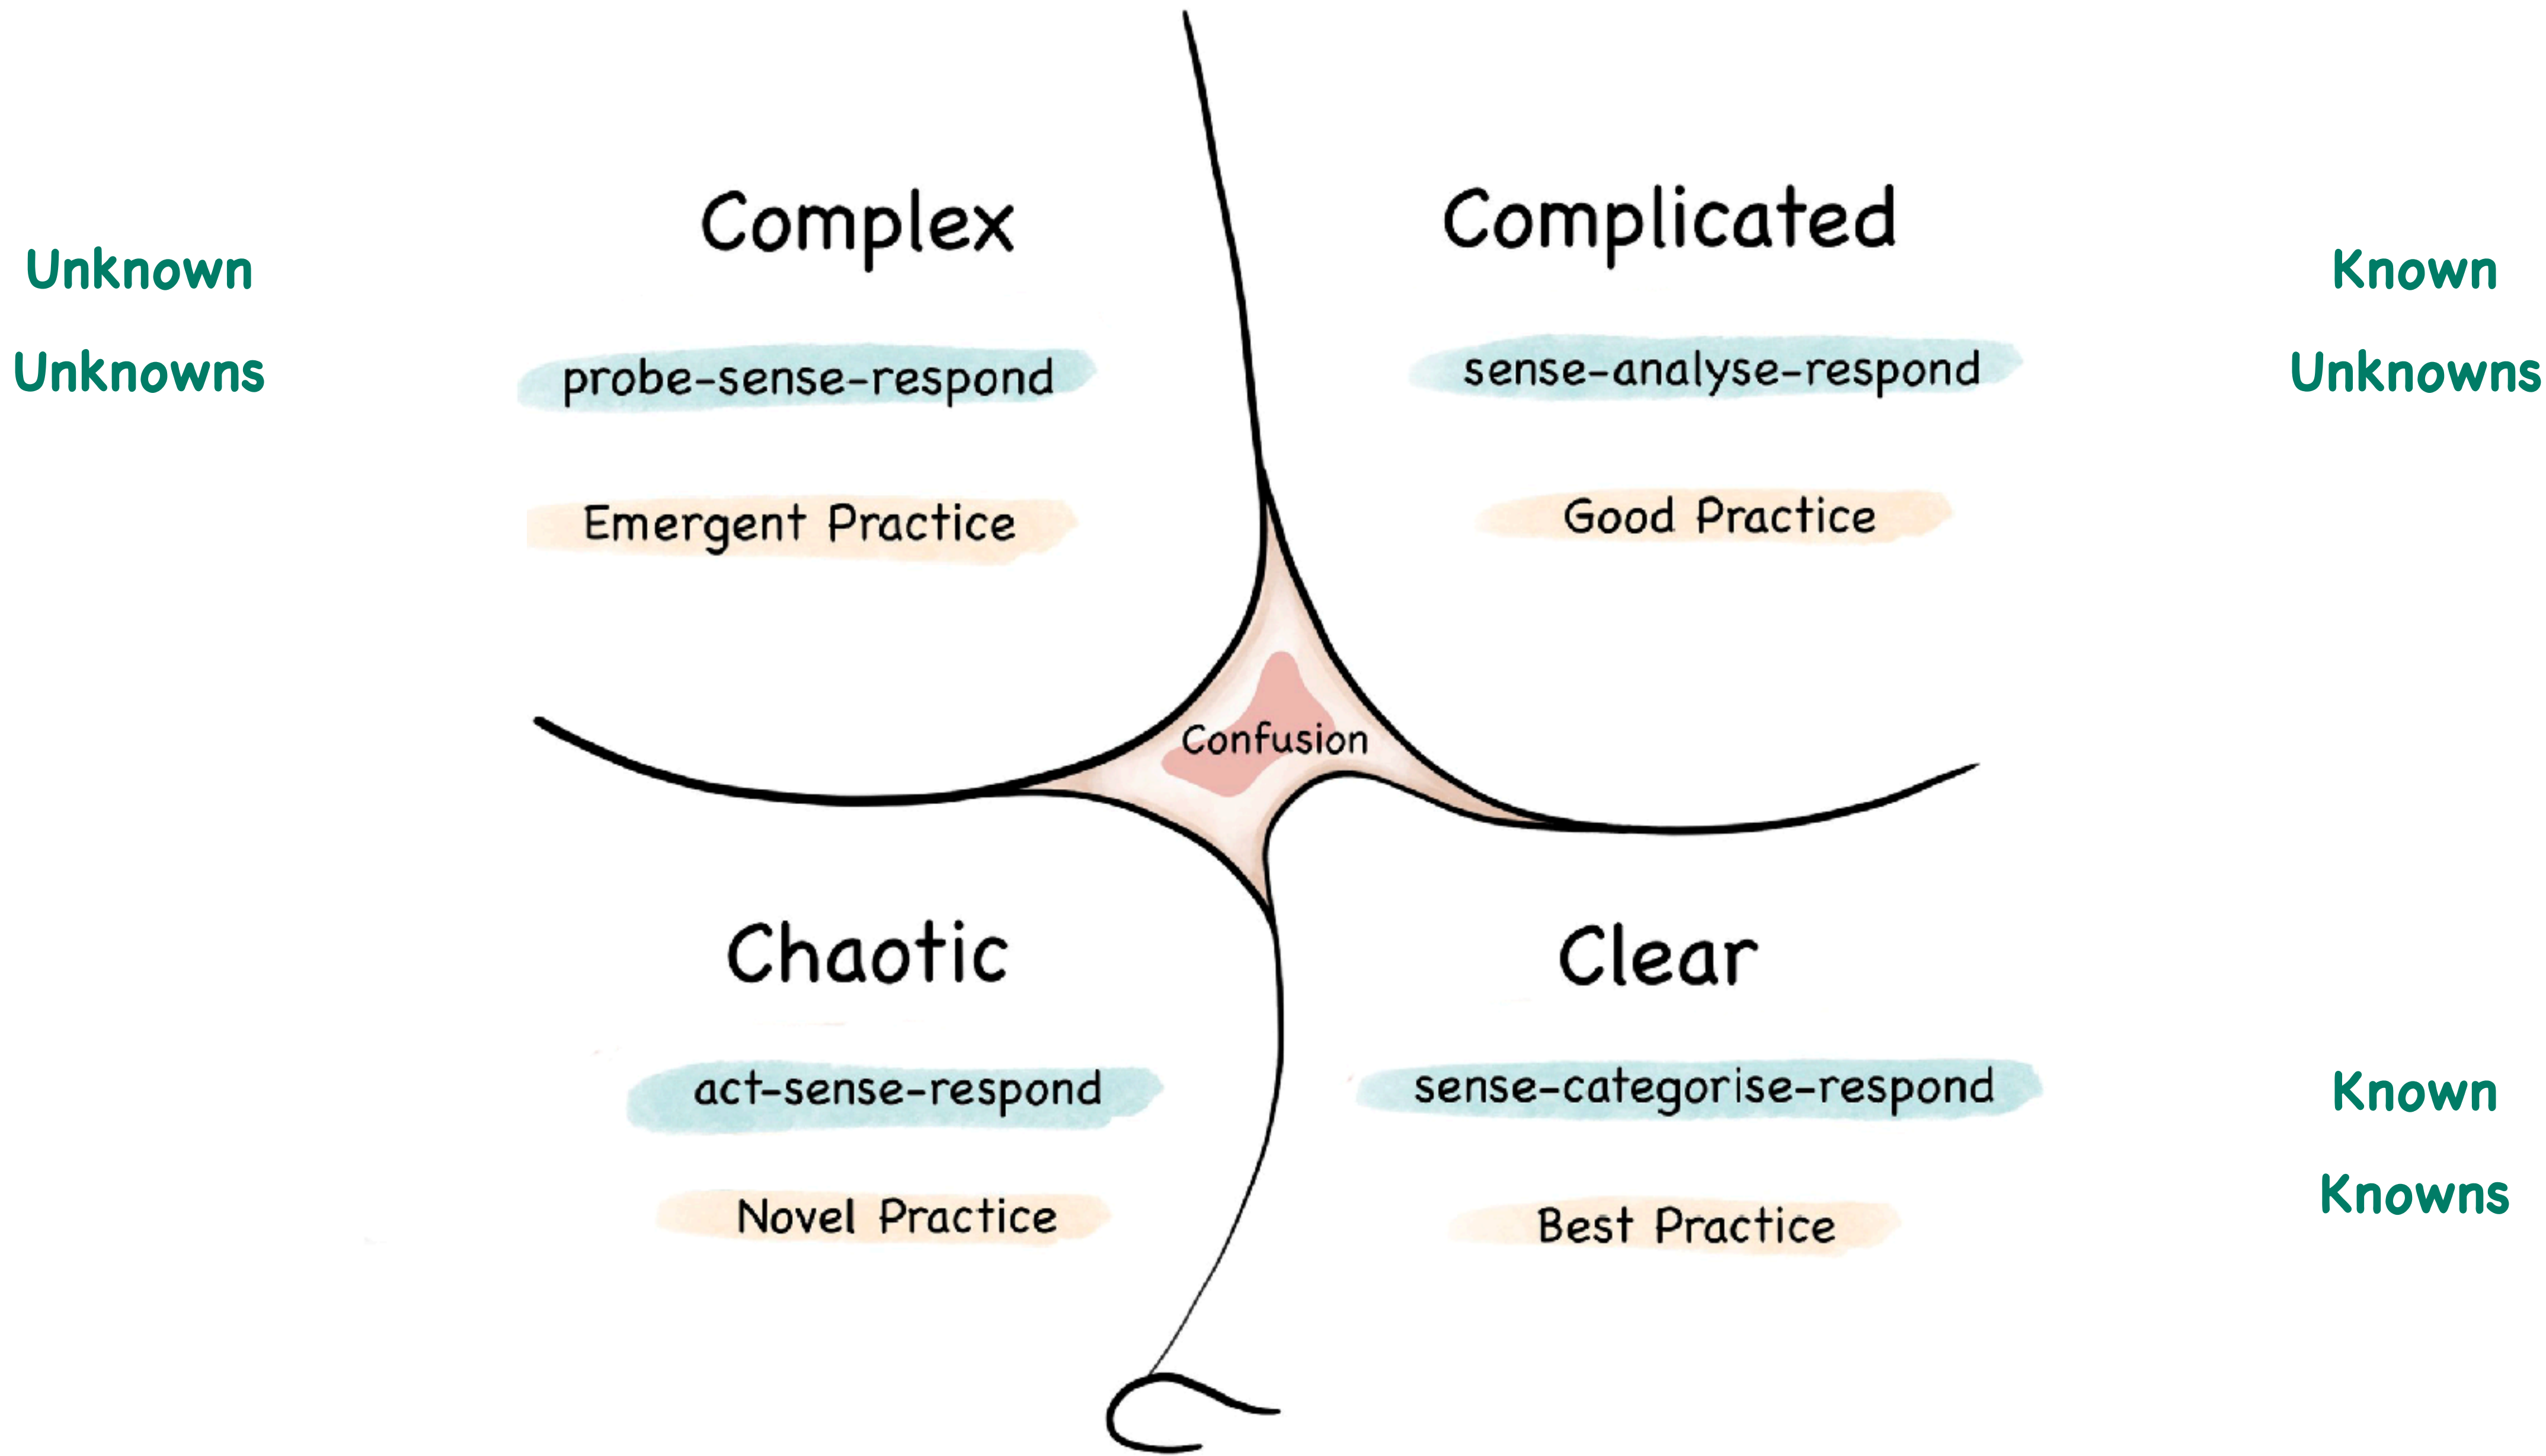 Complex
Complicated
Unknown
Unknowns
Known
Unknowns
probe-sense-respond
sense-analyse-respond
Emergent Practice
Good Practice
Confusion
Chaotic
Clear
act-sense-respond
sense-categorise-respond
Known
Knowns
Novel Practice
Best Practice